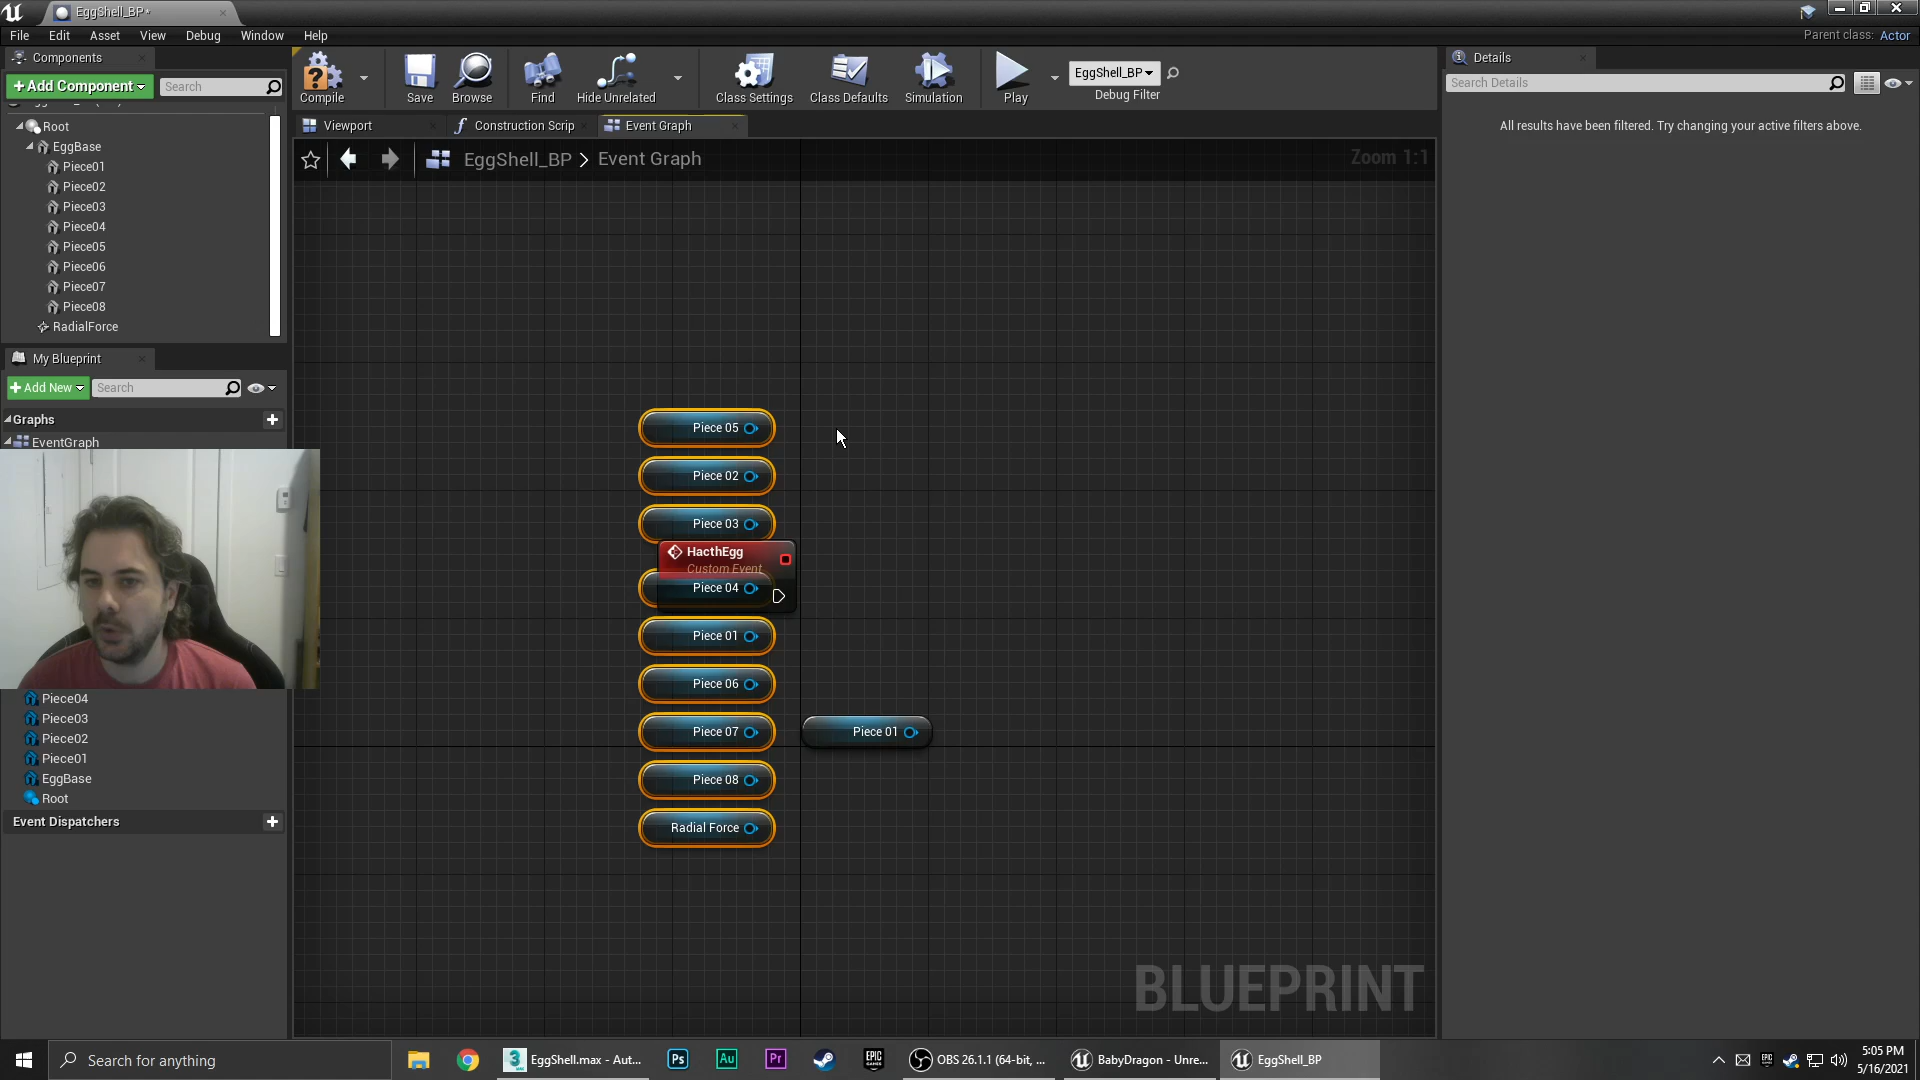 EggShell_BP*
File Edit Asset View Debug Window Help
Parent class: Actor
Components
Add Component
Search
Root
EggBase
Piece01
Piece02
Piece03
Piece04
Piece05
Piece06
Piece07
Piece08
RadialForce
My Blueprint
Add New
Search
Graphs
EventGraph
Piece04
Piece03
Piece02
Piece01
EggBase
Root
Event Dispatchers
Compile
Save
Browse
Find
Hide Unrelated
Class Settings
Class Defaults
Simulation
Play
EggShell_BP
Debug Filter
Viewport
Construction Scrip
Event Graph
EggShell_BP > Event Graph
Zoom 1:1
Piece 05
Piece 02
Piece 03
HacthEgg
Custom Event
Piece 04
Piece 01
Piece 06
Piece 07
Piece 01
Piece 08
Radial Force
BLUEPRINT
Details
Search Details
All results have been filtered. Try changing your active filters above.
Search for anything
EggShell.max - Aut...
Ps
Au
Pr
EPIC
GAMES
OBS 26.1.1 (64-bit, ...
BabyDragon - Unre...
EggShell_BP
5:05 PM
5/16/2021